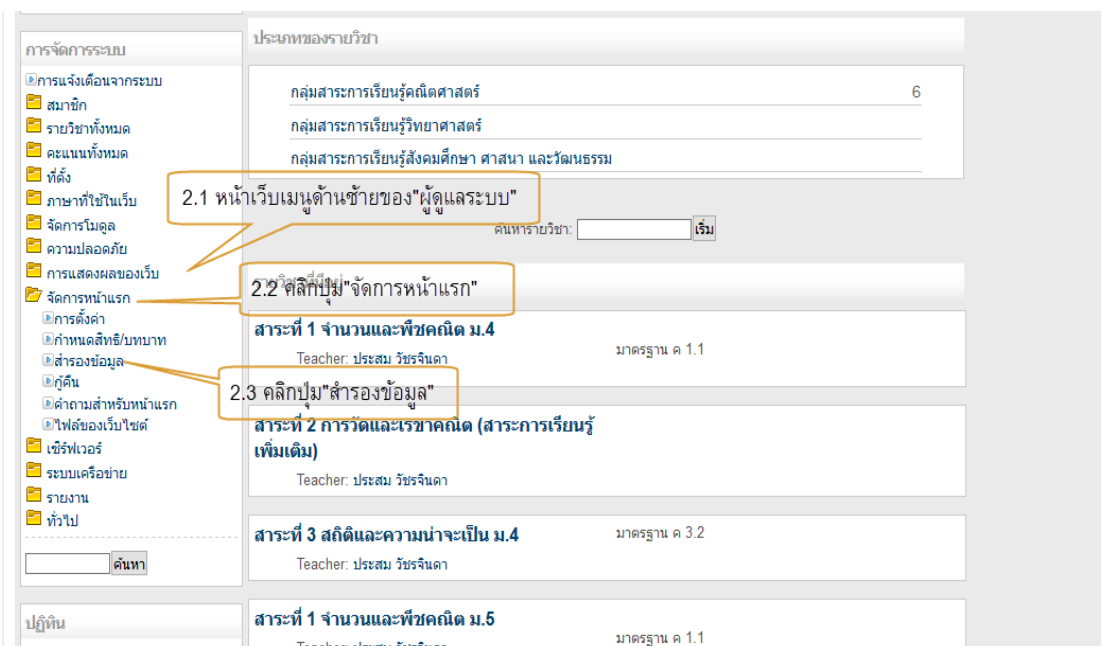 การจัดการระบบ
การแจ้งเตือนจากระบบ
สมาชิก
รายวิชาทั้งหมด
คะแนนทั้งหมด
ที่ตั้ง
ภาษาที่ใช้ในเว็บ
จัดการโมดูล
ความปลอดภัย
การแสดงผลของเว็บ
จัดการหน้าแรก
การตั้งค่า
กำหนดสิทธิ์/บทบาท
สำรองข้อมูล
กู้คืน
คำถามสำหรับหน้าแรก
ไฟล์ของเว็บไซต์
เซิร์ฟเวอร์
ระบบเครือข่าย
รายงาน
ทั่วไป
ค้นหา
ปฏิทิน
ประเภทของรายวิชา
กลุ่มสาระการเรียนรู้คณิตศาสตร์ 6
กลุ่มสาระการเรียนรู้วิทยาศาสตร์
กลุ่มสาระการเรียนรู้สังคมศึกษา ศาสนา และวัฒนธรรม
2.1 หน้าเว็บเมนูด้านซ้ายของ"ผู้ดูแลระบบ"
ค้นหารายวิชา: เริ่ม
รายวิชาที่มีอยู่
2.2 คลิกปุ่ม"จัดการหน้าแรก"
สาระที่ 1 จำนวนและพีชคณิต ม.4
Teacher: ประสม วัชรจินดา
มาตรฐาน ค 1.1
2.3 คลิกปุ่ม"สำรองข้อมูล"
สาระที่ 2 การวัดและเรขาคณิต (สาระการเรียนรู้
เพิ่มเติม)
Teacher: ประสม วัชรจินดา
สาระที่ 3 สถิติและความน่าจะเป็น ม.4
มาตรฐาน ค 3.2
Teacher: ประสม วัชรจินดา
สาระที่ 1 จำนวนและพีชคณิต ม.5
มาตรฐาน ค 1.1
Teacher: ประสม วัชรจินดา